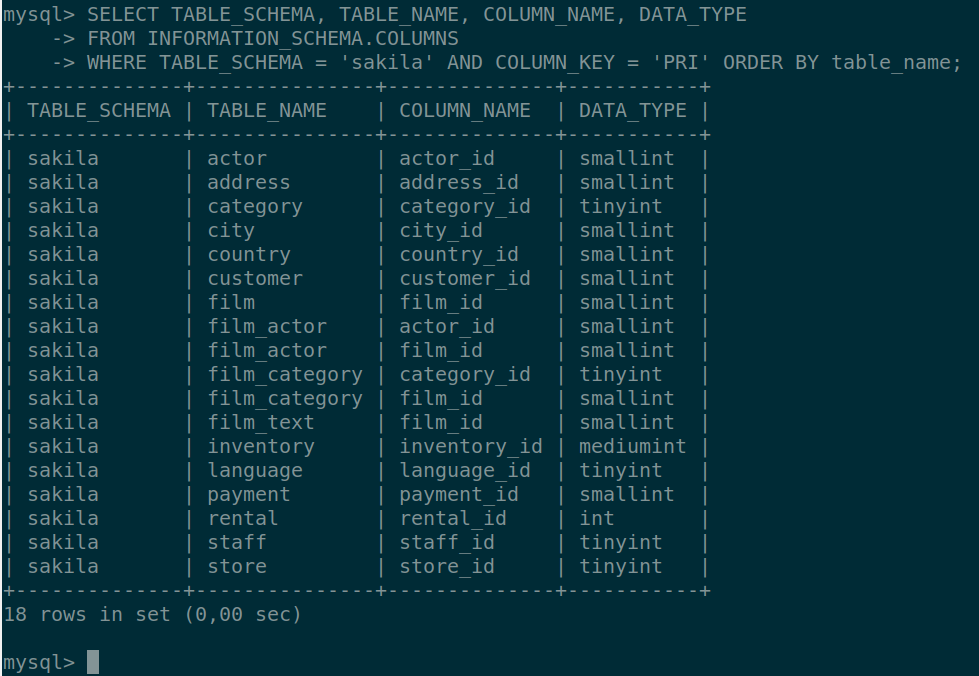 mysql> SELECT TABLE_SCHEMA, TABLE_NAME, COLUMN_NAME, DATA_TYPE
    -> FROM INFORMATION_SCHEMA.COLUMNS
    -> WHERE TABLE_SCHEMA = 'sakila' AND COLUMN_KEY = 'PRI' ORDER BY table_name;
+--------------+---------------+--------------+-----------+
| TABLE_SCHEMA | TABLE_NAME    | COLUMN_NAME  | DATA_TYPE |
+--------------+---------------+--------------+-----------+
| sakila       | actor         | actor_id     | smallint  |
| sakila       | address       | address_id   | smallint  |
| sakila       | category      | category_id  | tinyint   |
| sakila       | city          | city_id      | smallint  |
| sakila       | country       | country_id   | smallint  |
| sakila       | customer      | customer_id  | smallint  |
| sakila       | film          | film_id      | smallint  |
| sakila       | film_actor    | actor_id     | smallint  |
| sakila       | film_actor    | film_id      | smallint  |
| sakila       | film_category | category_id  | tinyint   |
| sakila       | film_category | film_id      | smallint  |
| sakila       | film_text     | film_id      | smallint  |
| sakila       | inventory     | inventory_id | mediumint |
| sakila       | language      | language_id  | tinyint   |
| sakila       | payment       | payment_id   | smallint  |
| sakila       | rental        | rental_id    | int       |
| sakila       | staff         | staff_id     | tinyint   |
| sakila       | store         | store_id     | tinyint   |
+--------------+---------------+--------------+-----------+
18 rows in set (0,00 sec)
mysql>